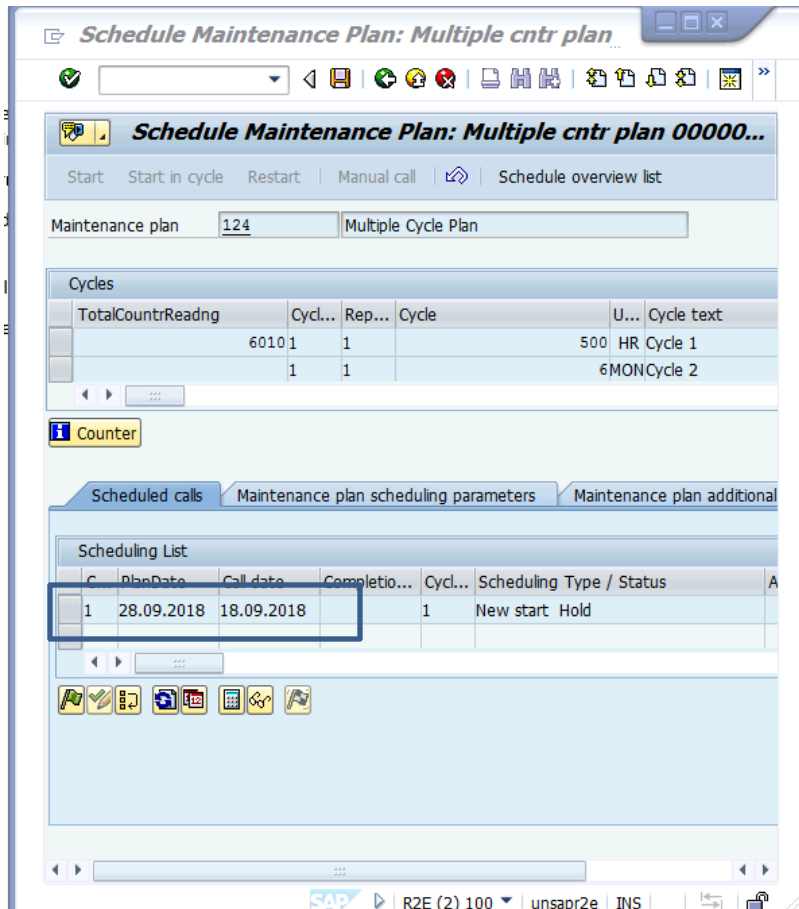 Schedule Maintenance Plan: Multiple cntr plan
Schedule Maintenance Plan: Multiple cntr plan 00000...
Start Start in cycle Restart Manual call Schedule overview list
Maintenance plan 124 Multiple Cycle Plan
Cycles
TotalCountrReadng Cycl... Rep... Cycle U... Cycle text
6010 1 1 500 HR Cycle 1
1 1 6 MON Cycle 2
Counter
Scheduled calls Maintenance plan scheduling parameters Maintenance plan additional
Scheduling List
C... PlanDate Call date Completio... Cycl... Scheduling Type / Status A
1 28.09.2018 18.09.2018 1 New start Hold
SAP R2E (2) 100 unsapr2e INS